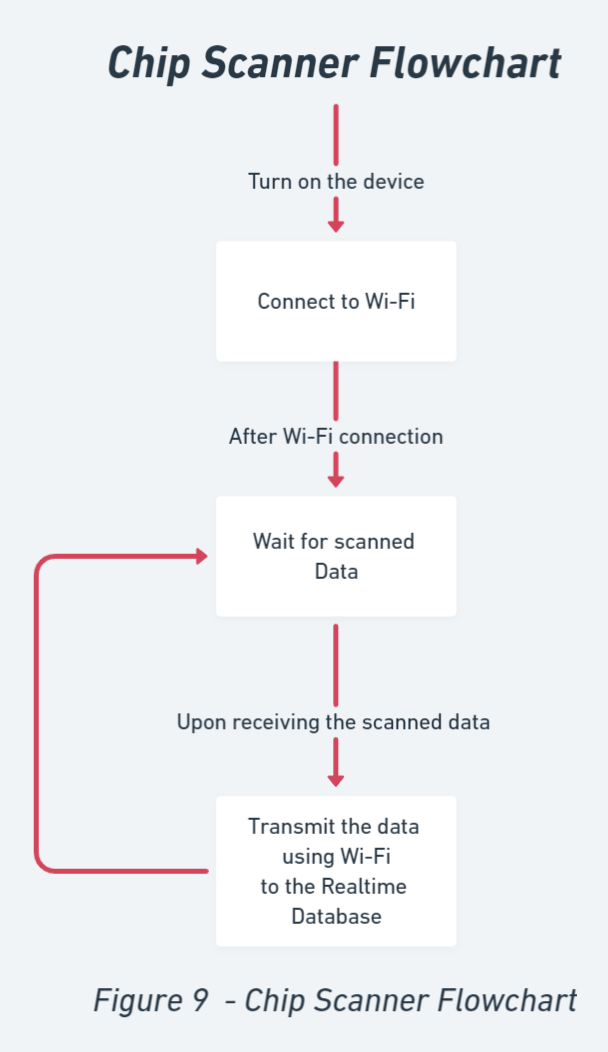 Chip Scanner Flowchart
Turn on the device
Connect to Wi-Fi
After Wi-Fi connection
Wait for scanned
Data
Upon receiving the scanned data
Transmit the data
using Wi-Fi
to the Realtime
Database
Figure 9 - Chip Scanner Flowchart